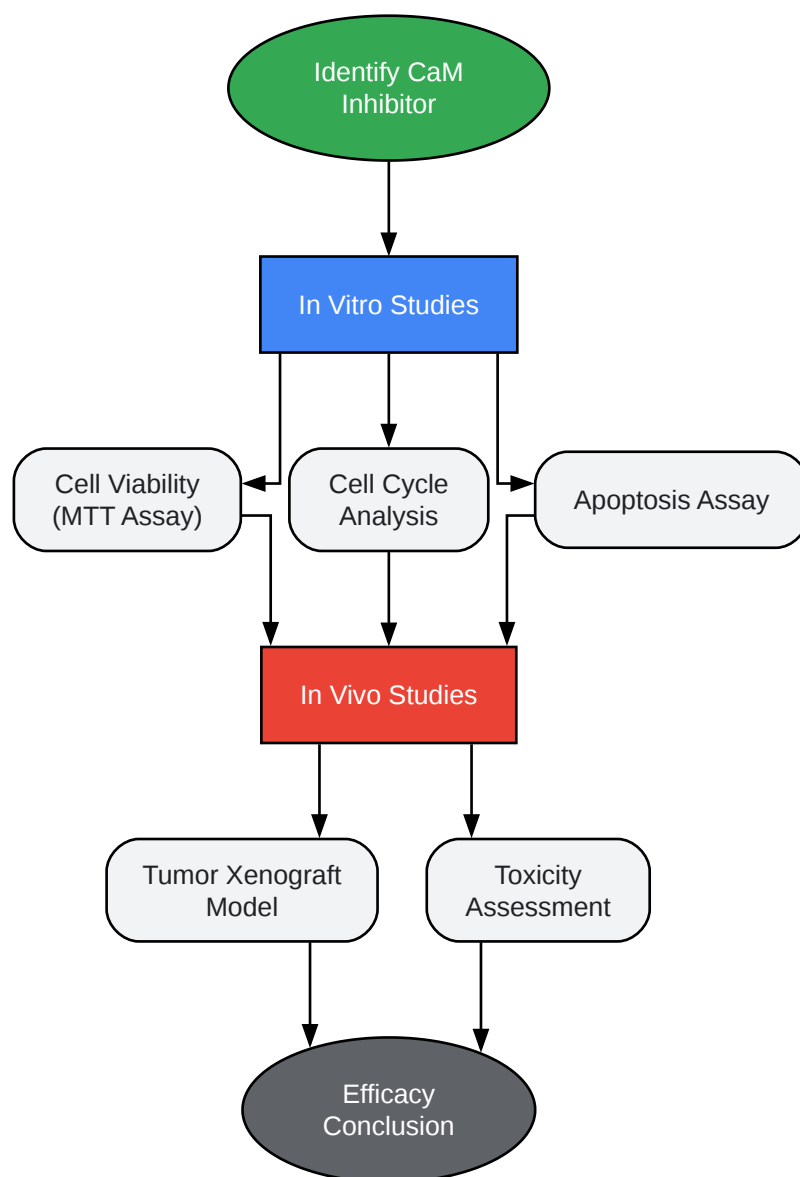 Identify CaM
Inhibitor
In Vitro Studies
Cell Viability
(MTT Assay)
Cell Cycle
Analysis
Apoptosis Assay
In Vivo Studies
Tumor Xenograft
Model
Toxicity
Assessment
Efficacy
Conclusion